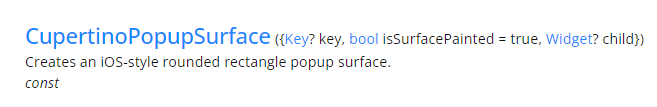 CupertinoPopupSurface ({Key? key, bool isSurfacePainted = true, Widget? child})
Creates an iOS-style rounded rectangle popup surface.
const